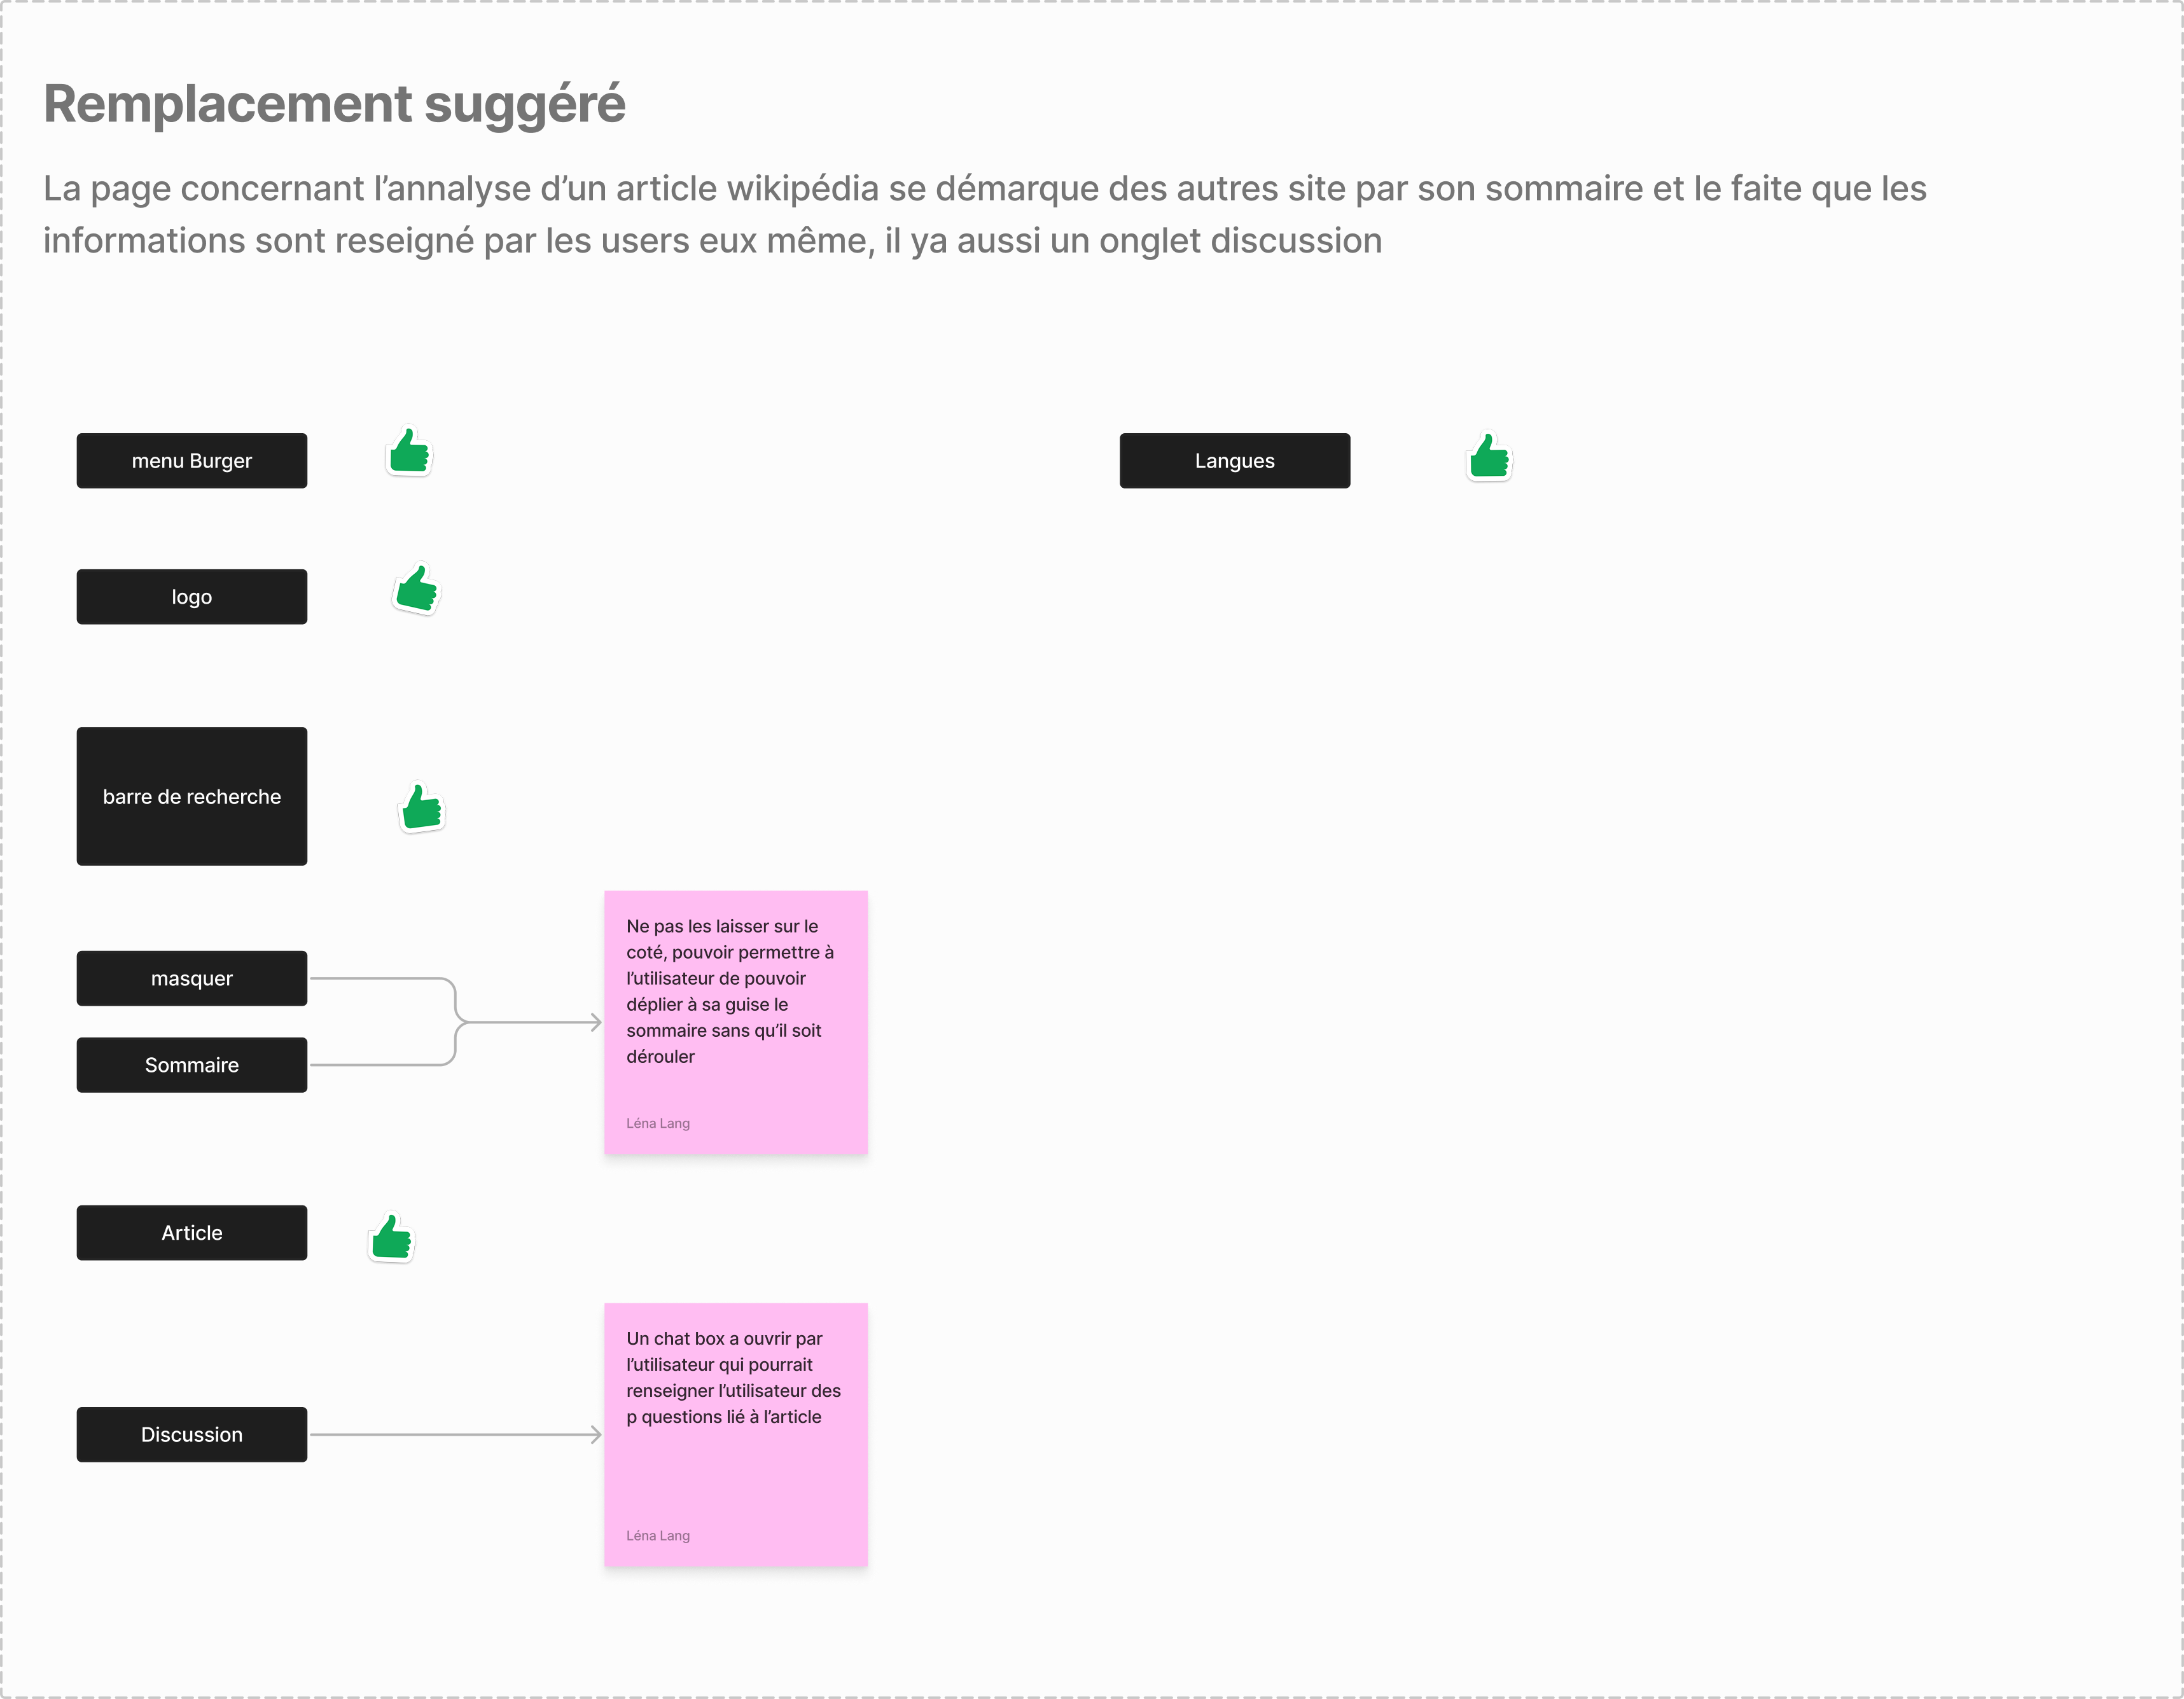 Remplacement suggéré
La page concernant l’annalyse d’un article wikipédia se démarque des autres site par son sommaire et le faite que les
informations sont reseigné par les users eux même, il ya aussi un onglet discussion
menu Burger
Langues
logo
barre de recherche
masquer
Sommaire
Ne pas les laisser sur le
coté, pouvoir permettre à
l’utilisateur de pouvoir
déplier à sa guise le
sommaire sans qu’il soit
dérouler
Léna Lang
Article
Discussion
Un chat box a ouvrir par
l’utilisateur qui pourrait
renseigner l’utilisateur des
p questions lié à l’article
Léna Lang